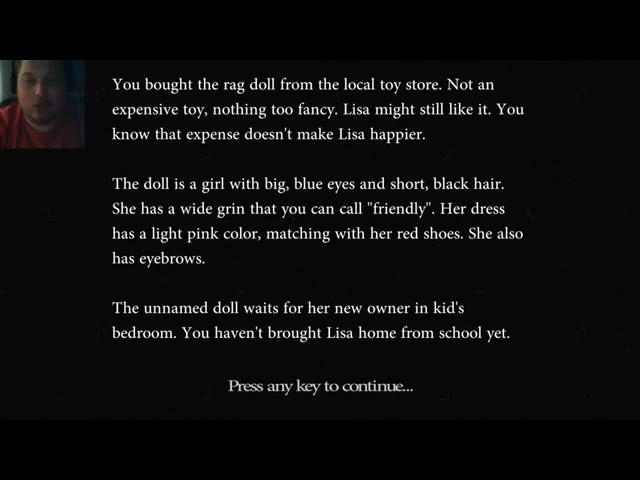 You bought the rag doll from the local toy store. Not an
expensive toy, nothing too fancy. Lisa might still like it. You
know that expense doesn't make Lisa happier.
The doll is a girl with big, blue eyes and short, black hair.
She has a wide grin that you can call "friendly". Her dress
has a light pink color, matching with her red shoes. She also
has eyebrows.
The unnamed doll waits for her new owner in kid's
bedroom. You haven't brought Lisa home from school yet.
Press any key to continue...